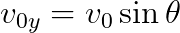 v_{0y} = v_0 \sin \theta